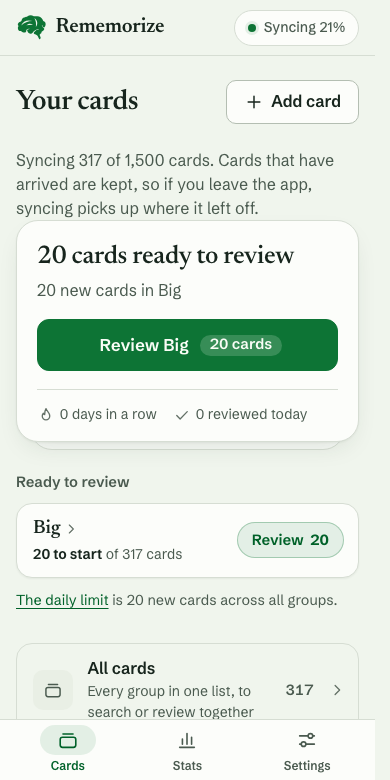 Rememorize
Syncing 21%
Your cards
Add card
Syncing 317 of 1,500 cards. Cards that have
arrived are kept, so if you leave the app,
syncing picks up where it left off.
20 cards ready to review
20 new cards in Big
Review Big 20 cards
0 days in a row
0 reviewed today
Ready to review
Big
20 to start of 317 cards
Review 20
The daily limit is 20 new cards across all groups.
All cards
Every group in one list, to
search or review together
317
Cards
Stats
Settings